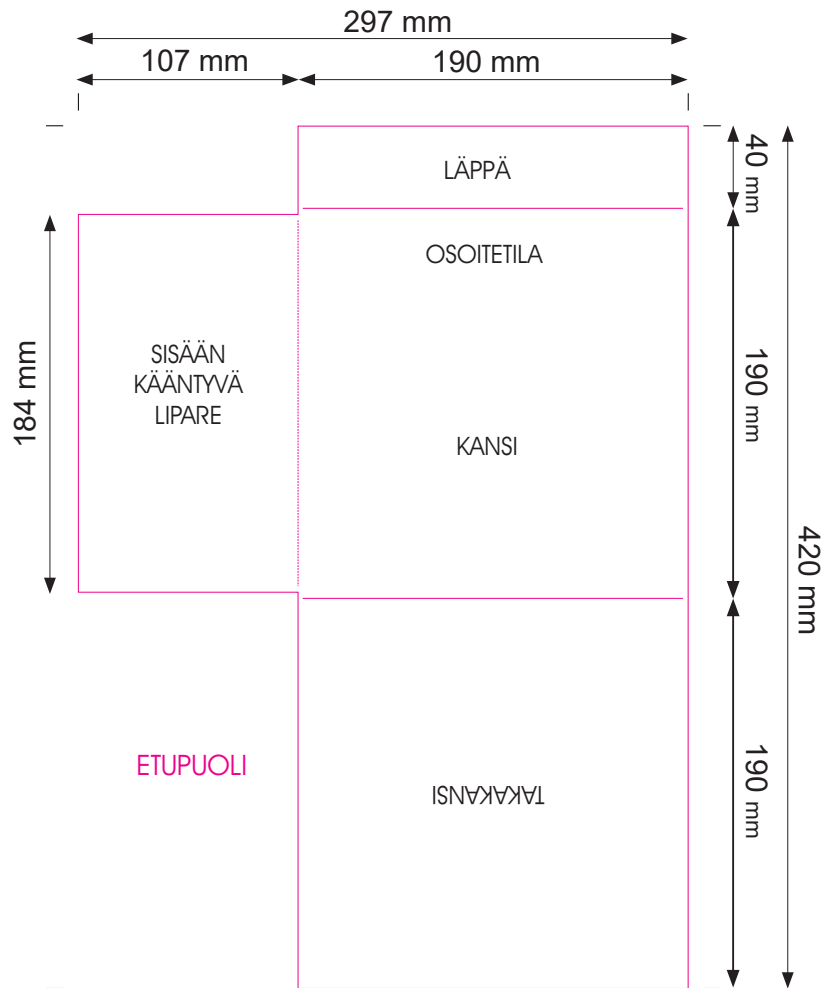 297 mm
107 mm
190 mm
LÄPPÄ
40 mm
OSOITETILA
SISÄÄN
KÄÄNTYVÄ
LIPARE
184 mm
190 mm
KANSI
420 mm
ETUPUOLI
TAKAKANSI
190 mm